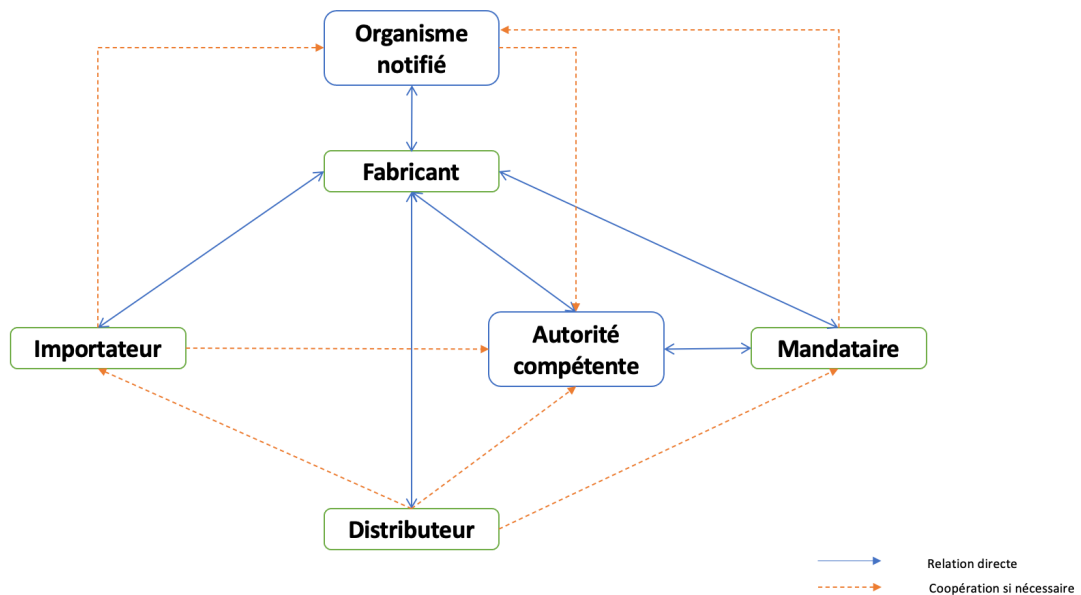 Organisme
notifié
Fabricant
Importateur
Autorité
compétente
Mandataire
Distributeur
Relation directe
Coopération si nécessaire